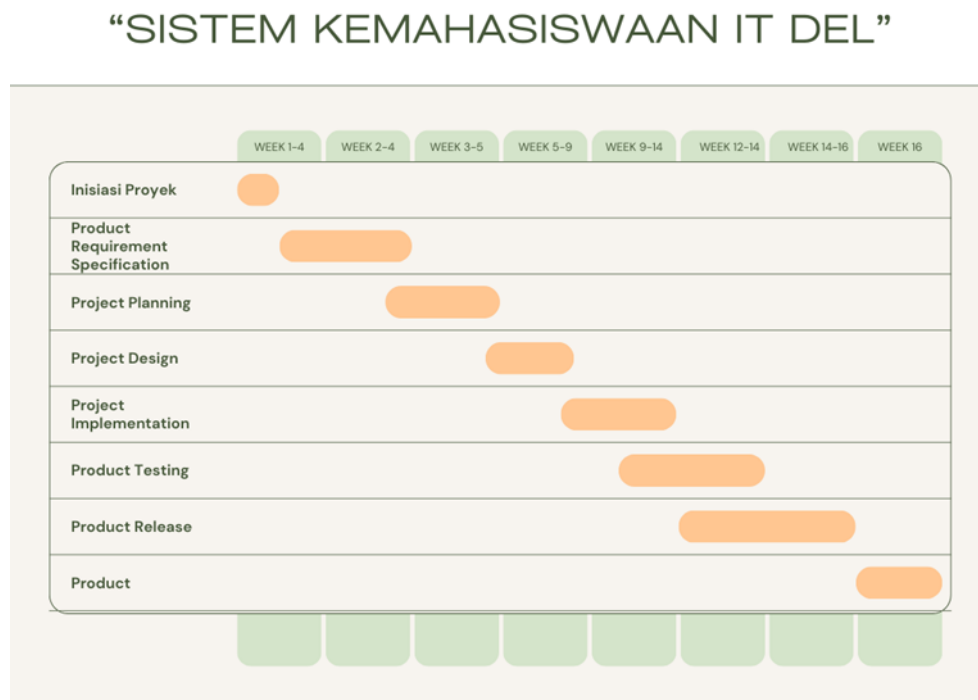 “SISTEM KEMAHASISWAAN IT DEL”
WEEK 1-4
WEEK 2-4
WEEK 3-5
WEEK 5-9
WEEK 9-14
WEEK 12-14
WEEK 14-16
WEEK 16
Inisiasi Proyek
Product
Requirement
Specification
Project Planning
Project Design
Project
Implementation
Product Testing
Product Release
Product